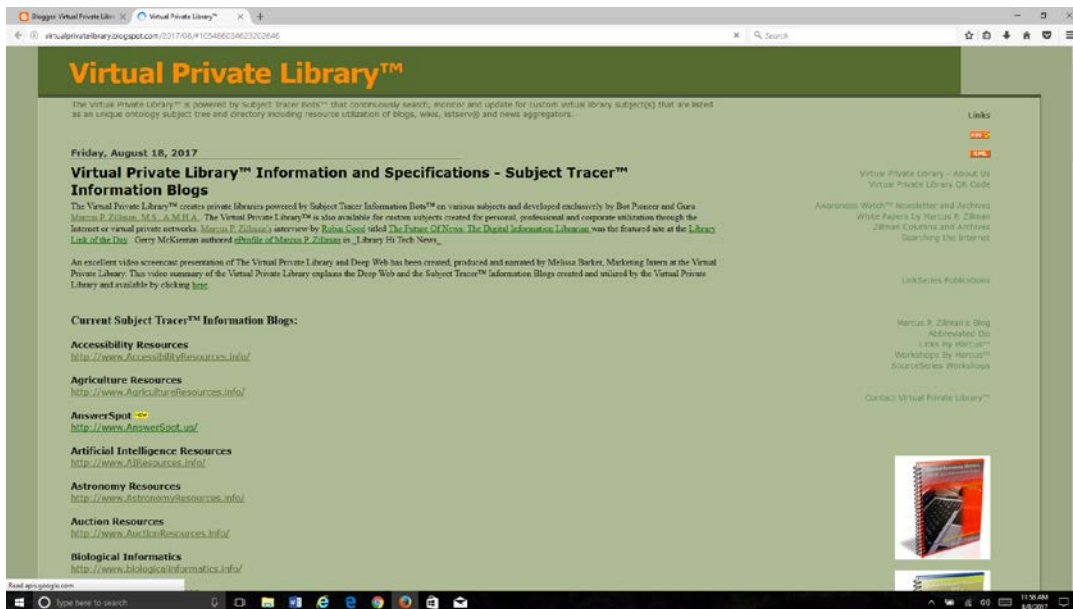 Blogger: Virtual Private Libr
Virtual Private Library™
virtualprivatelibrary.blogspot.com/2017/08/#105486034623202646
Search
Virtual Private Library™
The Virtual Private Library™ is powered by Subject Tracer Bots™ that continuously search, monitor and update for custom virtual library subject(s) that are listed
as an unique ontology subject tree and directory including resource utilization of blogs, wikis, listserv® and news aggregators.
Links
XML
Friday, August 18, 2017
Virtual Private Library™ Information and Specifications - Subject Tracer™
Information Blogs
The Virtual Private Library™ creates private libraries powered by Subject Tracer Information Bots™ on various subjects and developed exclusively by Bot Pioneer and Guru
Marcus P. Zillman, M.S., A.M.H.A. The Virtual Private Library™ is also available for custom subjects created for personal, professional and corporate utilization through the
Internet or virtual private networks. Marcus P. Zillman's interview by Robin Good titled The Future Of News: The Digital Information Librarian was the featured site at the Library
Link of the Day. Gerry McKiernan authored eProfile of Marcus P. Zillman in _Library Hi Tech News_
An excellent video screencast presentation of The Virtual Private Library and Deep Web has been created, produced and narrated by Melissa Barker, Marketing Intern at the Virtual
Private Library. This video summary of the Virtual Private Library explains the Deep Web and the Subject Tracer™ Information Blogs created and utilized by the Virtual Private
Library and available by clicking here.
Current Subject Tracer™ Information Blogs:
Accessibility Resources
http://www.AccessibilityResources.info/
Agriculture Resources
http://www.AgricultureResources.info/
AnswerSpot NEW
http://www.AnswerSpot.us/
Artificial Intelligence Resources
http://www.AIResources.info/
Astronomy Resources
http://www.AstronomyResources.info/
Auction Resources
http://www.AuctionResources.info/
Biological Informatics
http://www.biologicalinformatics.info/
Virtual Private Library - About Us
Virtual Private Library QR Code
Awareness Watch™ Newsletter and Archives
White Papers by Marcus P. Zillman
Zillman Columns and Archives
Searching the Internet
LinkSeries Publications
Marcus P. Zillman's Blog
Abbreviated Bio
Links By Marcus™
Workshops By Marcus™
SourceSeries Workshops
Contact Virtual Private Library™
Read apis.google.com
Type here to search
11:58 AM